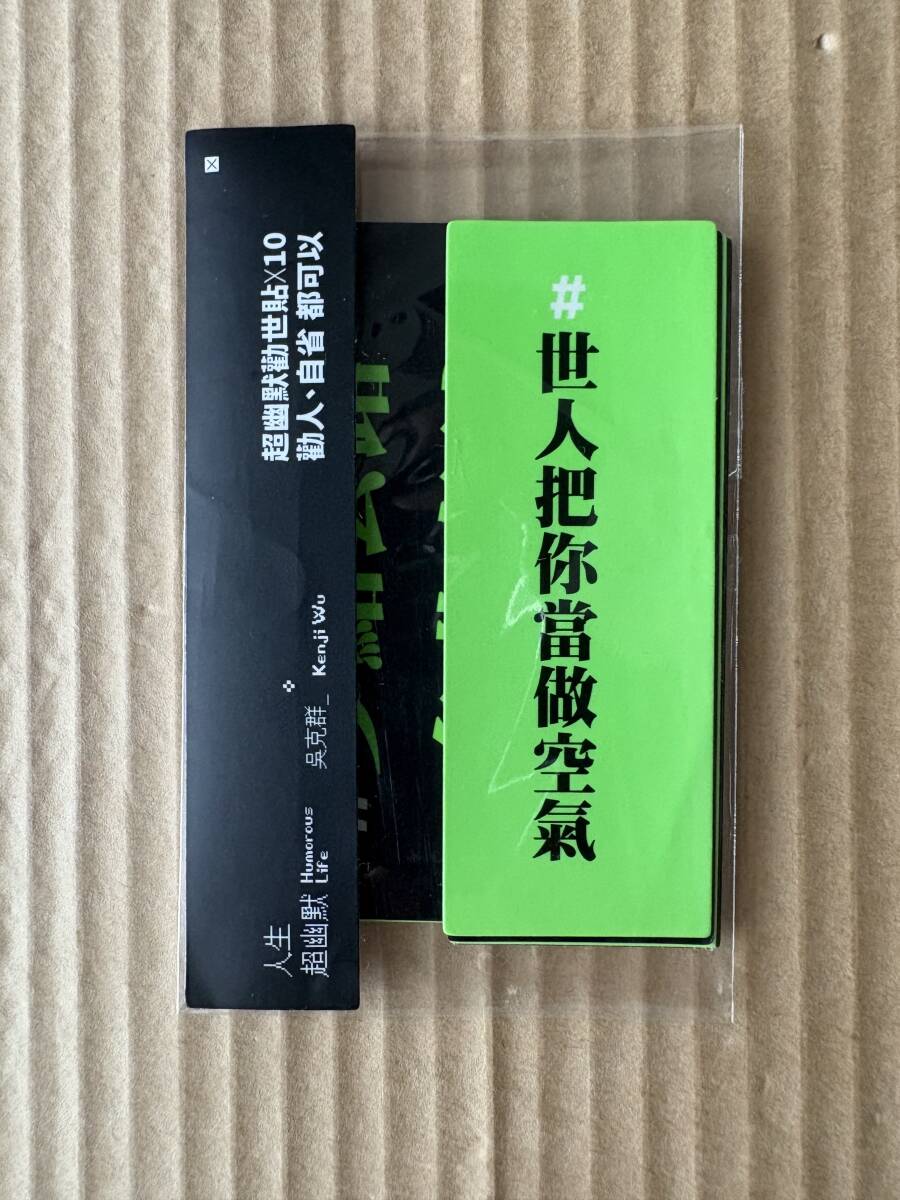 人生
超幽默
Humorous
Life
吳克群_ Kenji Wu
超幽默勸世貼X10
勸人、自省 都可以
#世人把你當做空氣